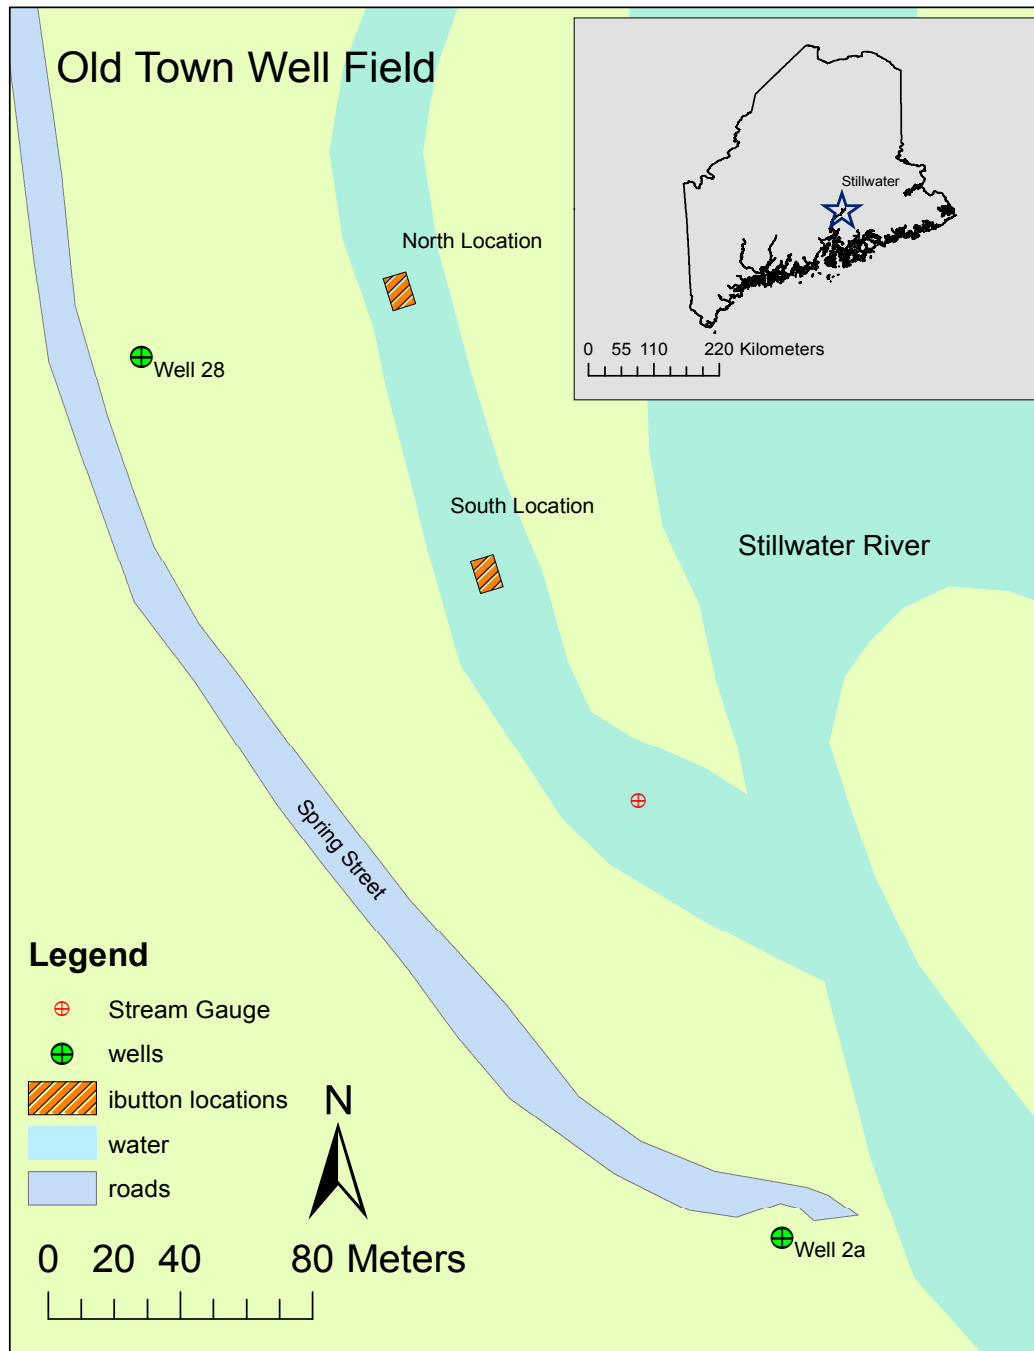 Old Town Well Field
Stillwater
0 55 110 220 Kilometers
North Location
Well 28
South Location
Stillwater River
Spring Street
Legend
Stream Gauge
wells
ibutton locations
water
roads
N
0 20 40 80 Meters
Well 2a